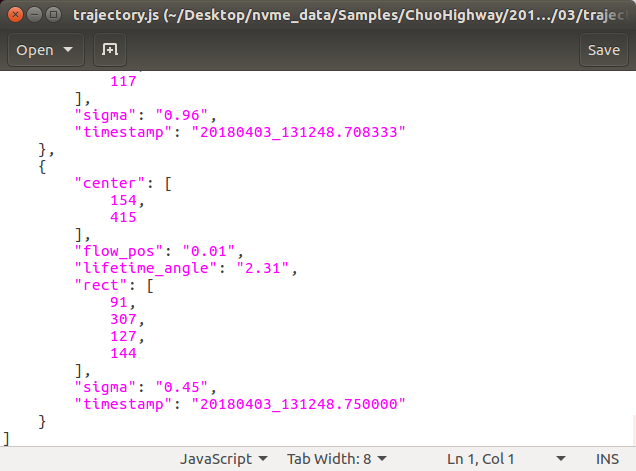 trajectory.js (~/Desktop/nvme_data/Samples/ChuoHighway/201.../03/traject
Open
Save
117
],
"sigma": "0.96",
"timestamp": "20180403_131248.708333"
},
{
"center": [
154,
415
],
"flow_pos": "0.01",
"lifetime_angle": "2.31",
"rect": [
91,
307,
127,
144
],
"sigma": "0.45",
"timestamp": "20180403_131248.750000"
}
]
JavaScript Tab Width: 8 Ln 1, Col 1 INS